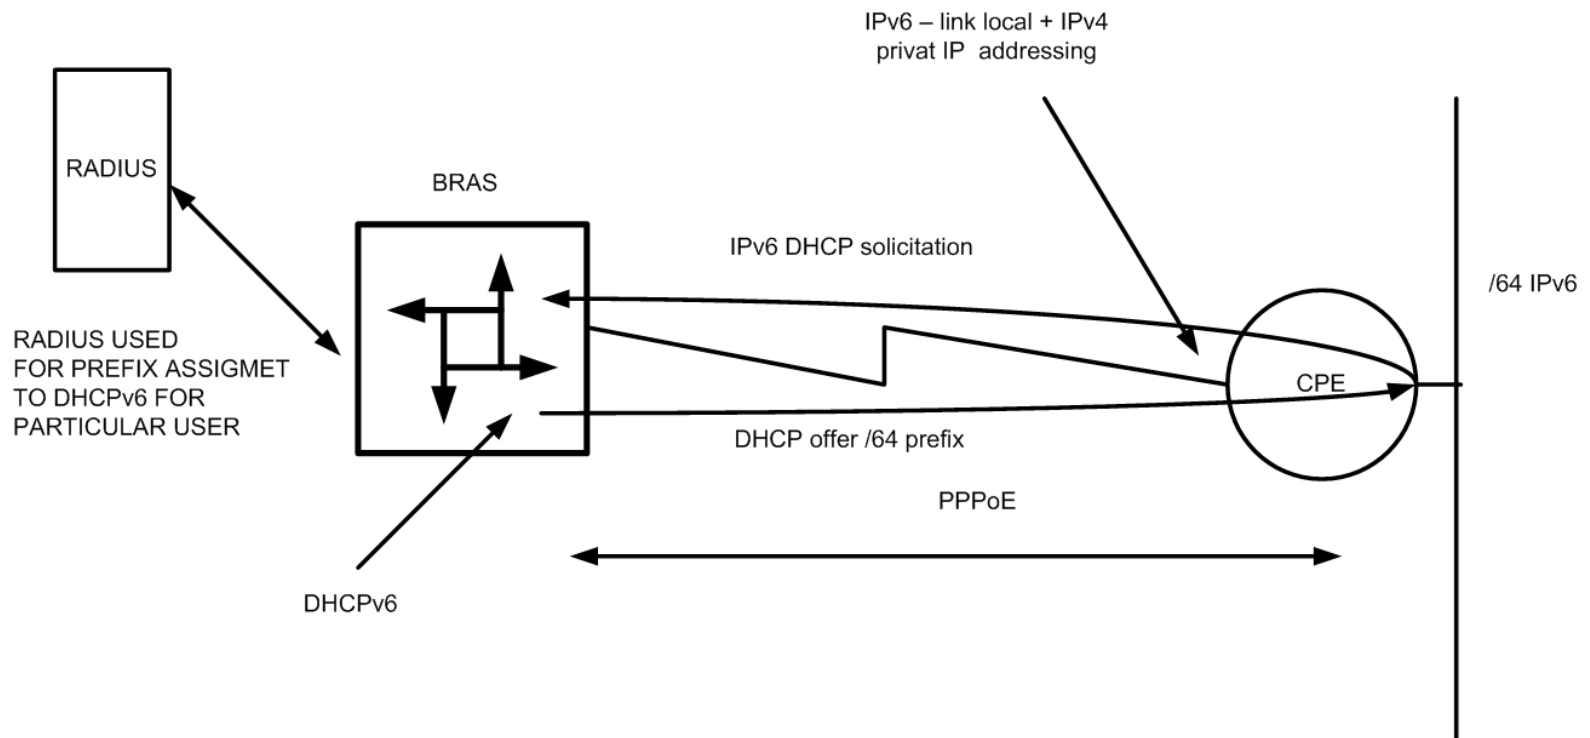 IPv6 – link local + IPv4
privat IP addressing
RADIUS
BRAS
IPv6 DHCP solicitation
/64 IPv6
RADIUS USED
FOR PREFIX ASSIGMET
TO DHCPv6 FOR
PARTICULAR USER
CPE
DHCP offer /64 prefix
PPPoE
DHCPv6